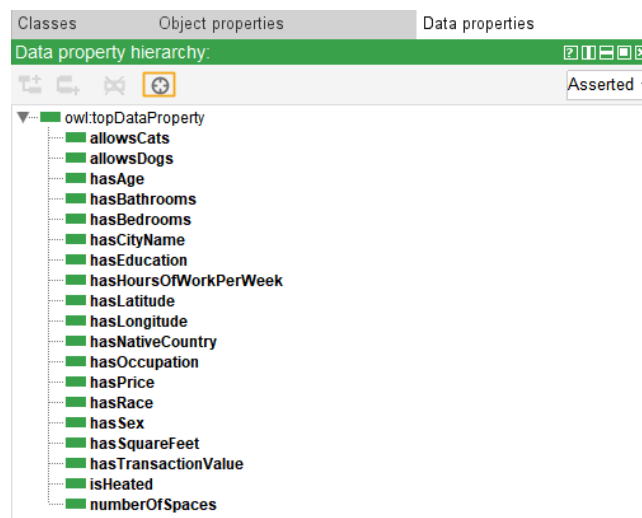 Classes Object properties Data properties
Data property hierarchy:
Asserted
owl:topDataProperty
allowsCats
allowsDogs
hasAge
hasBathrooms
hasBedrooms
hasCityName
hasEducation
hasHoursOfWorkPerWeek
hasLatitude
hasLongitude
hasNativeCountry
hasOccupation
hasPrice
hasRace
hasSex
hasSquareFeet
hasTransactionValue
isHeated
numberOfSpaces